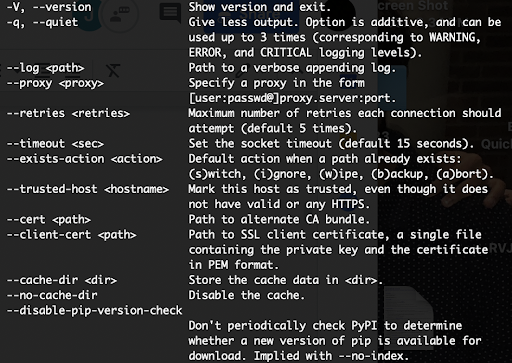 -V, --version Show version and exit.
-q, --quiet Give less output. Option is additive, and can be
used up to 3 times (corresponding to WARNING,
ERROR, and CRITICAL logging levels).
--log <path> Path to a verbose appending log.
--proxy <proxy> Specify a proxy in the form
[user:passwd@]proxy.server:port.
--retries <retries> Maximum number of retries each connection should
attempt (default 5 times).
--timeout <sec> Set the socket timeout (default 15 seconds).
--exists-action <action> Default action when a path already exists:
(s)witch, (i)gnore, (w)ipe, (b)ackup, (a)bort).
--trusted-host <hostname> Mark this host as trusted, even though it does
not have valid or any HTTPS.
--cert <path> Path to alternate CA bundle.
--client-cert <path> Path to SSL client certificate, a single file
containing the private key and the certificate
in PEM format.
--cache-dir <dir> Store the cache data in <dir>.
--no-cache-dir Disable the cache.
--disable-pip-version-check
Don't periodically check PyPI to determine
whether a new version of pip is available for
download. Implied with --no-index.
creen Shot
Quic
RVJ